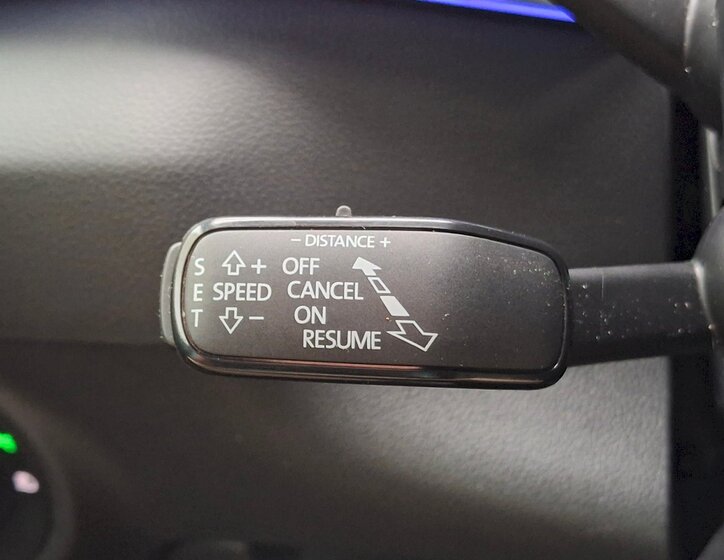 - DISTANCE +
S + OFF
E SPEED CANCEL
T - ON
RESUME